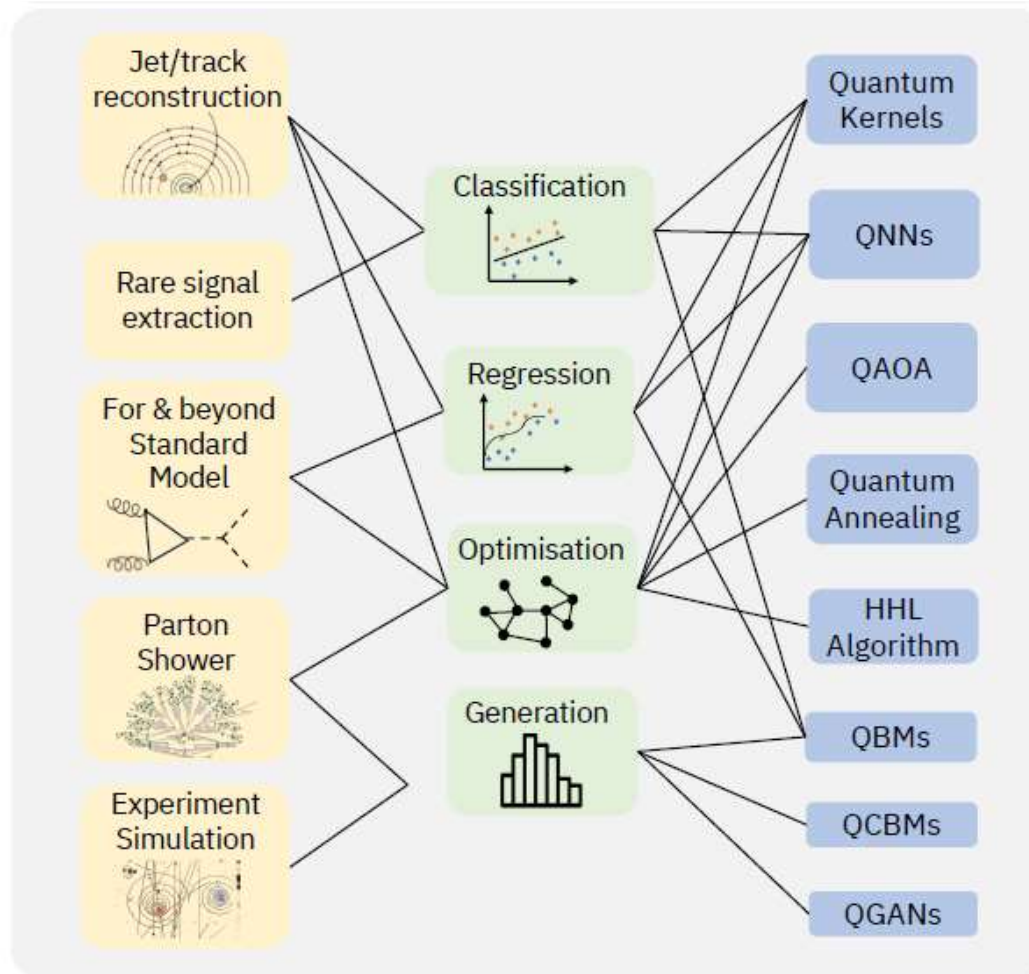 Jet/track
reconstruction
Rare signal
extraction
For & beyond
Standard
Model
Parton
Shower
Experiment
Simulation
Classification
Regression
Optimisation
Generation
Quantum
Kernels
QNNs
QAOA
Quantum
Annealing
HHL
Algorithm
QBMs
QCBMs
QGANs